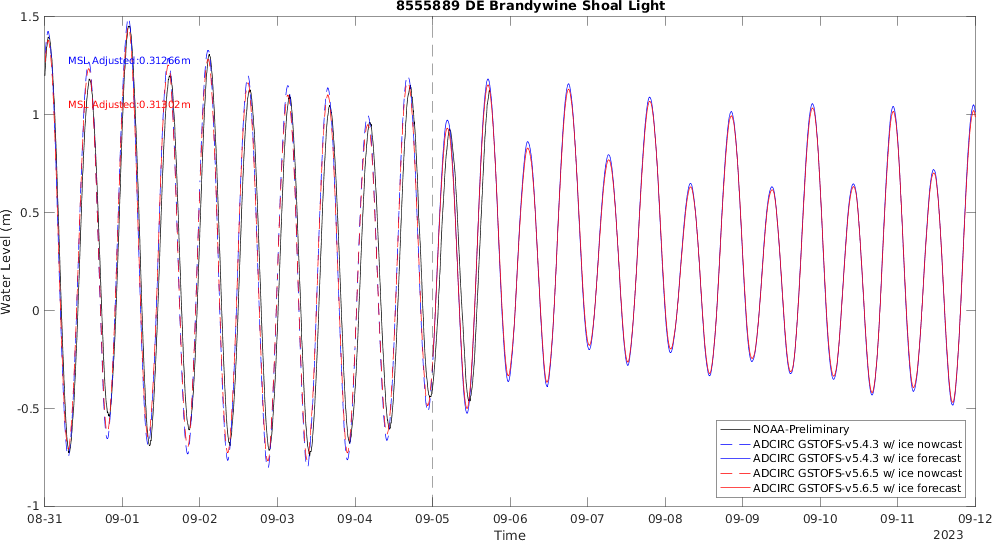 8555889 DE Brandywine Shoal Light
1.5
1
0.5
0
-0.5
-1
Water Level (m)
MSL Adjusted:0.31266m
MSL Adjusted:0.31302m
NOAA-Preliminary
ADCIRC GSTOFS-v5.4.3 w/ ice nowcast
ADCIRC GSTOFS-v5.4.3 w/ ice forecast
ADCIRC GSTOFS-v5.6.5 w/ ice nowcast
ADCIRC GSTOFS-v5.6.5 w/ ice forecast
08-31 09-01 09-02 09-03 09-04 09-05 09-06 09-07 09-08 09-09 09-10 09-11 09-12
Time
2023